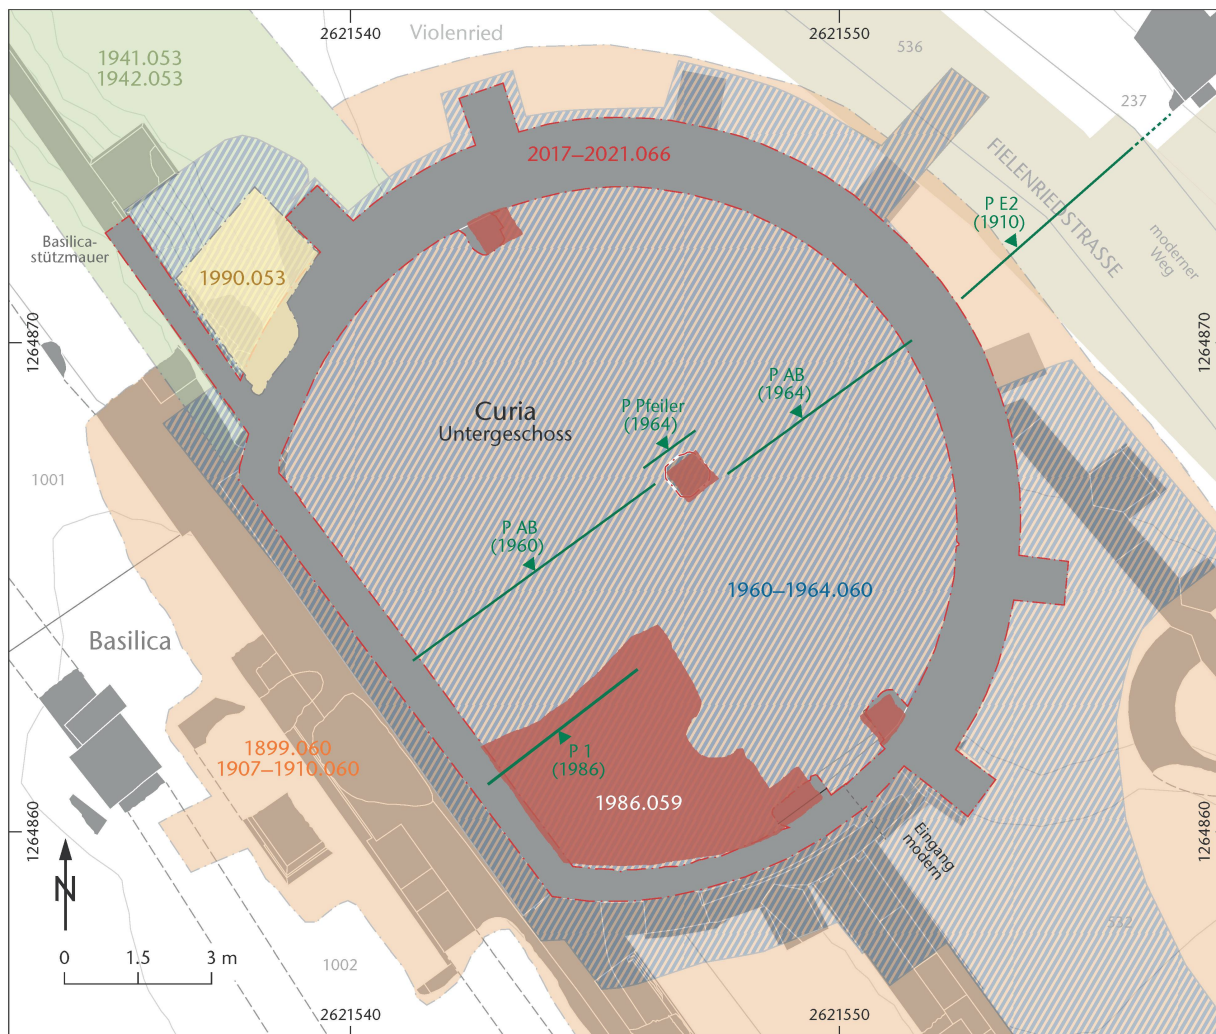 2621540
Violenried
2621550
1941.053
1942.053
536
237
2017–2021.066
FIELENRIEDSTRASSE
P E2
(1910)
moderner
Weg
Basilica-
stützmauer
1990.053
1264870
1264870
P AB
(1964)
P Pfeiler
(1964)
Curia
Untergeschoss
1001
P AB
(1960)
1960–1964.060
Basilica
1899.060
1907–1910.060
P 1
(1986)
1986.059
1264860
1264860
Eingang
modern
N
532
0 1.5 3 m
1002
2621540
2621550